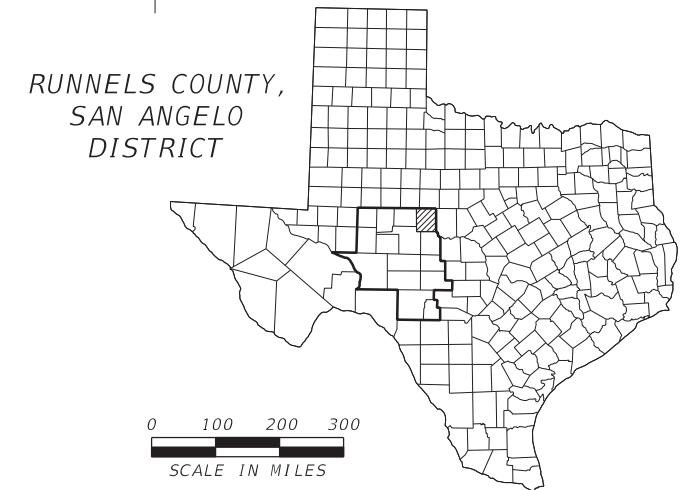 RUNNELS COUNTY,
SAN ANGELO
DISTRICT
0 100 200 300
SCALE IN MILES